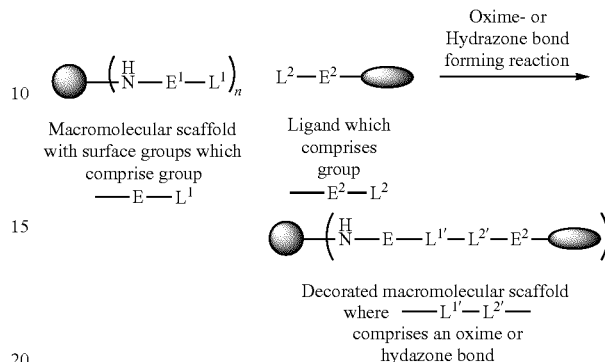 Oxime- or
Hydrazone bond
forming reaction
10
H
N—E¹—L¹ n
L²—E²
Macromolecular scaffold
with surface groups which
comprise group
—E—L¹
Ligand which
comprises
group
—E²—L²
15
H
N—E—L¹'—L²'—E²
Decorated macromolecular scaffold
where —L¹'—L²'—
comprises an oxime or
hydazone bond
20